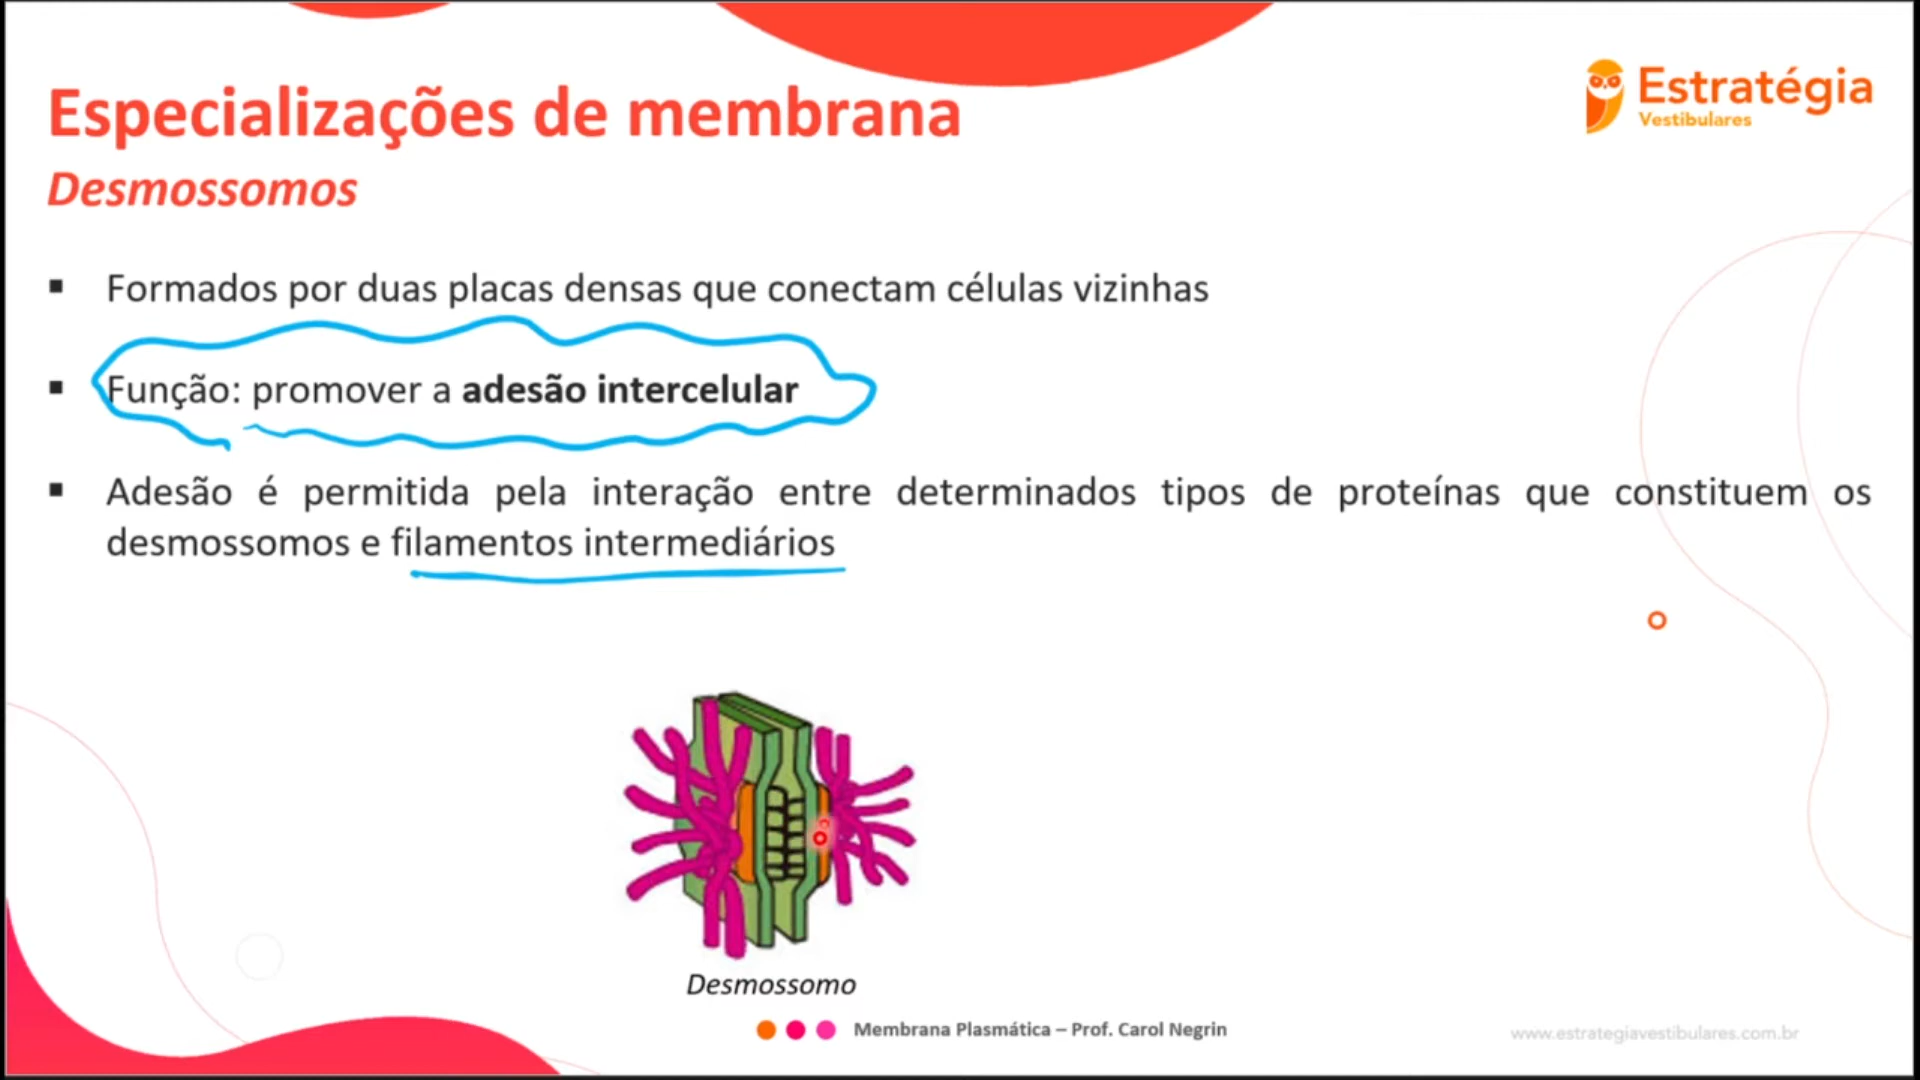 Especializações de membrana
Estratégia
Vestibulares
Desmossomos
▪ Formados por duas placas densas que conectam células vizinhas
▪ Função: promover a adesão intercelular
▪ Adesão é permitida pela interação entre determinados tipos de proteínas que constituem os
desmossomos e filamentos intermediários
Desmossomo
Membrana Plasmática – Prof. Carol Negrin
www.estrategiavestibulares.com.br